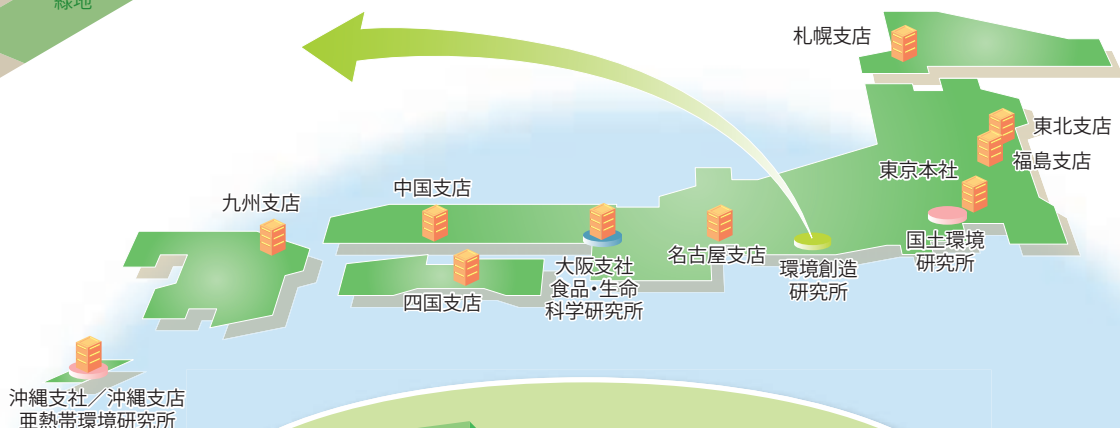 緑地
札幌支店
東北支店
福島支店
東京本社
国土環境
研究所
中国支店
九州支店
名古屋支店
環境創造
研究所
大阪支社
食品・生命
科学研究所
四国支店
沖縄支社／沖縄支店
亜熱帯環境研究所